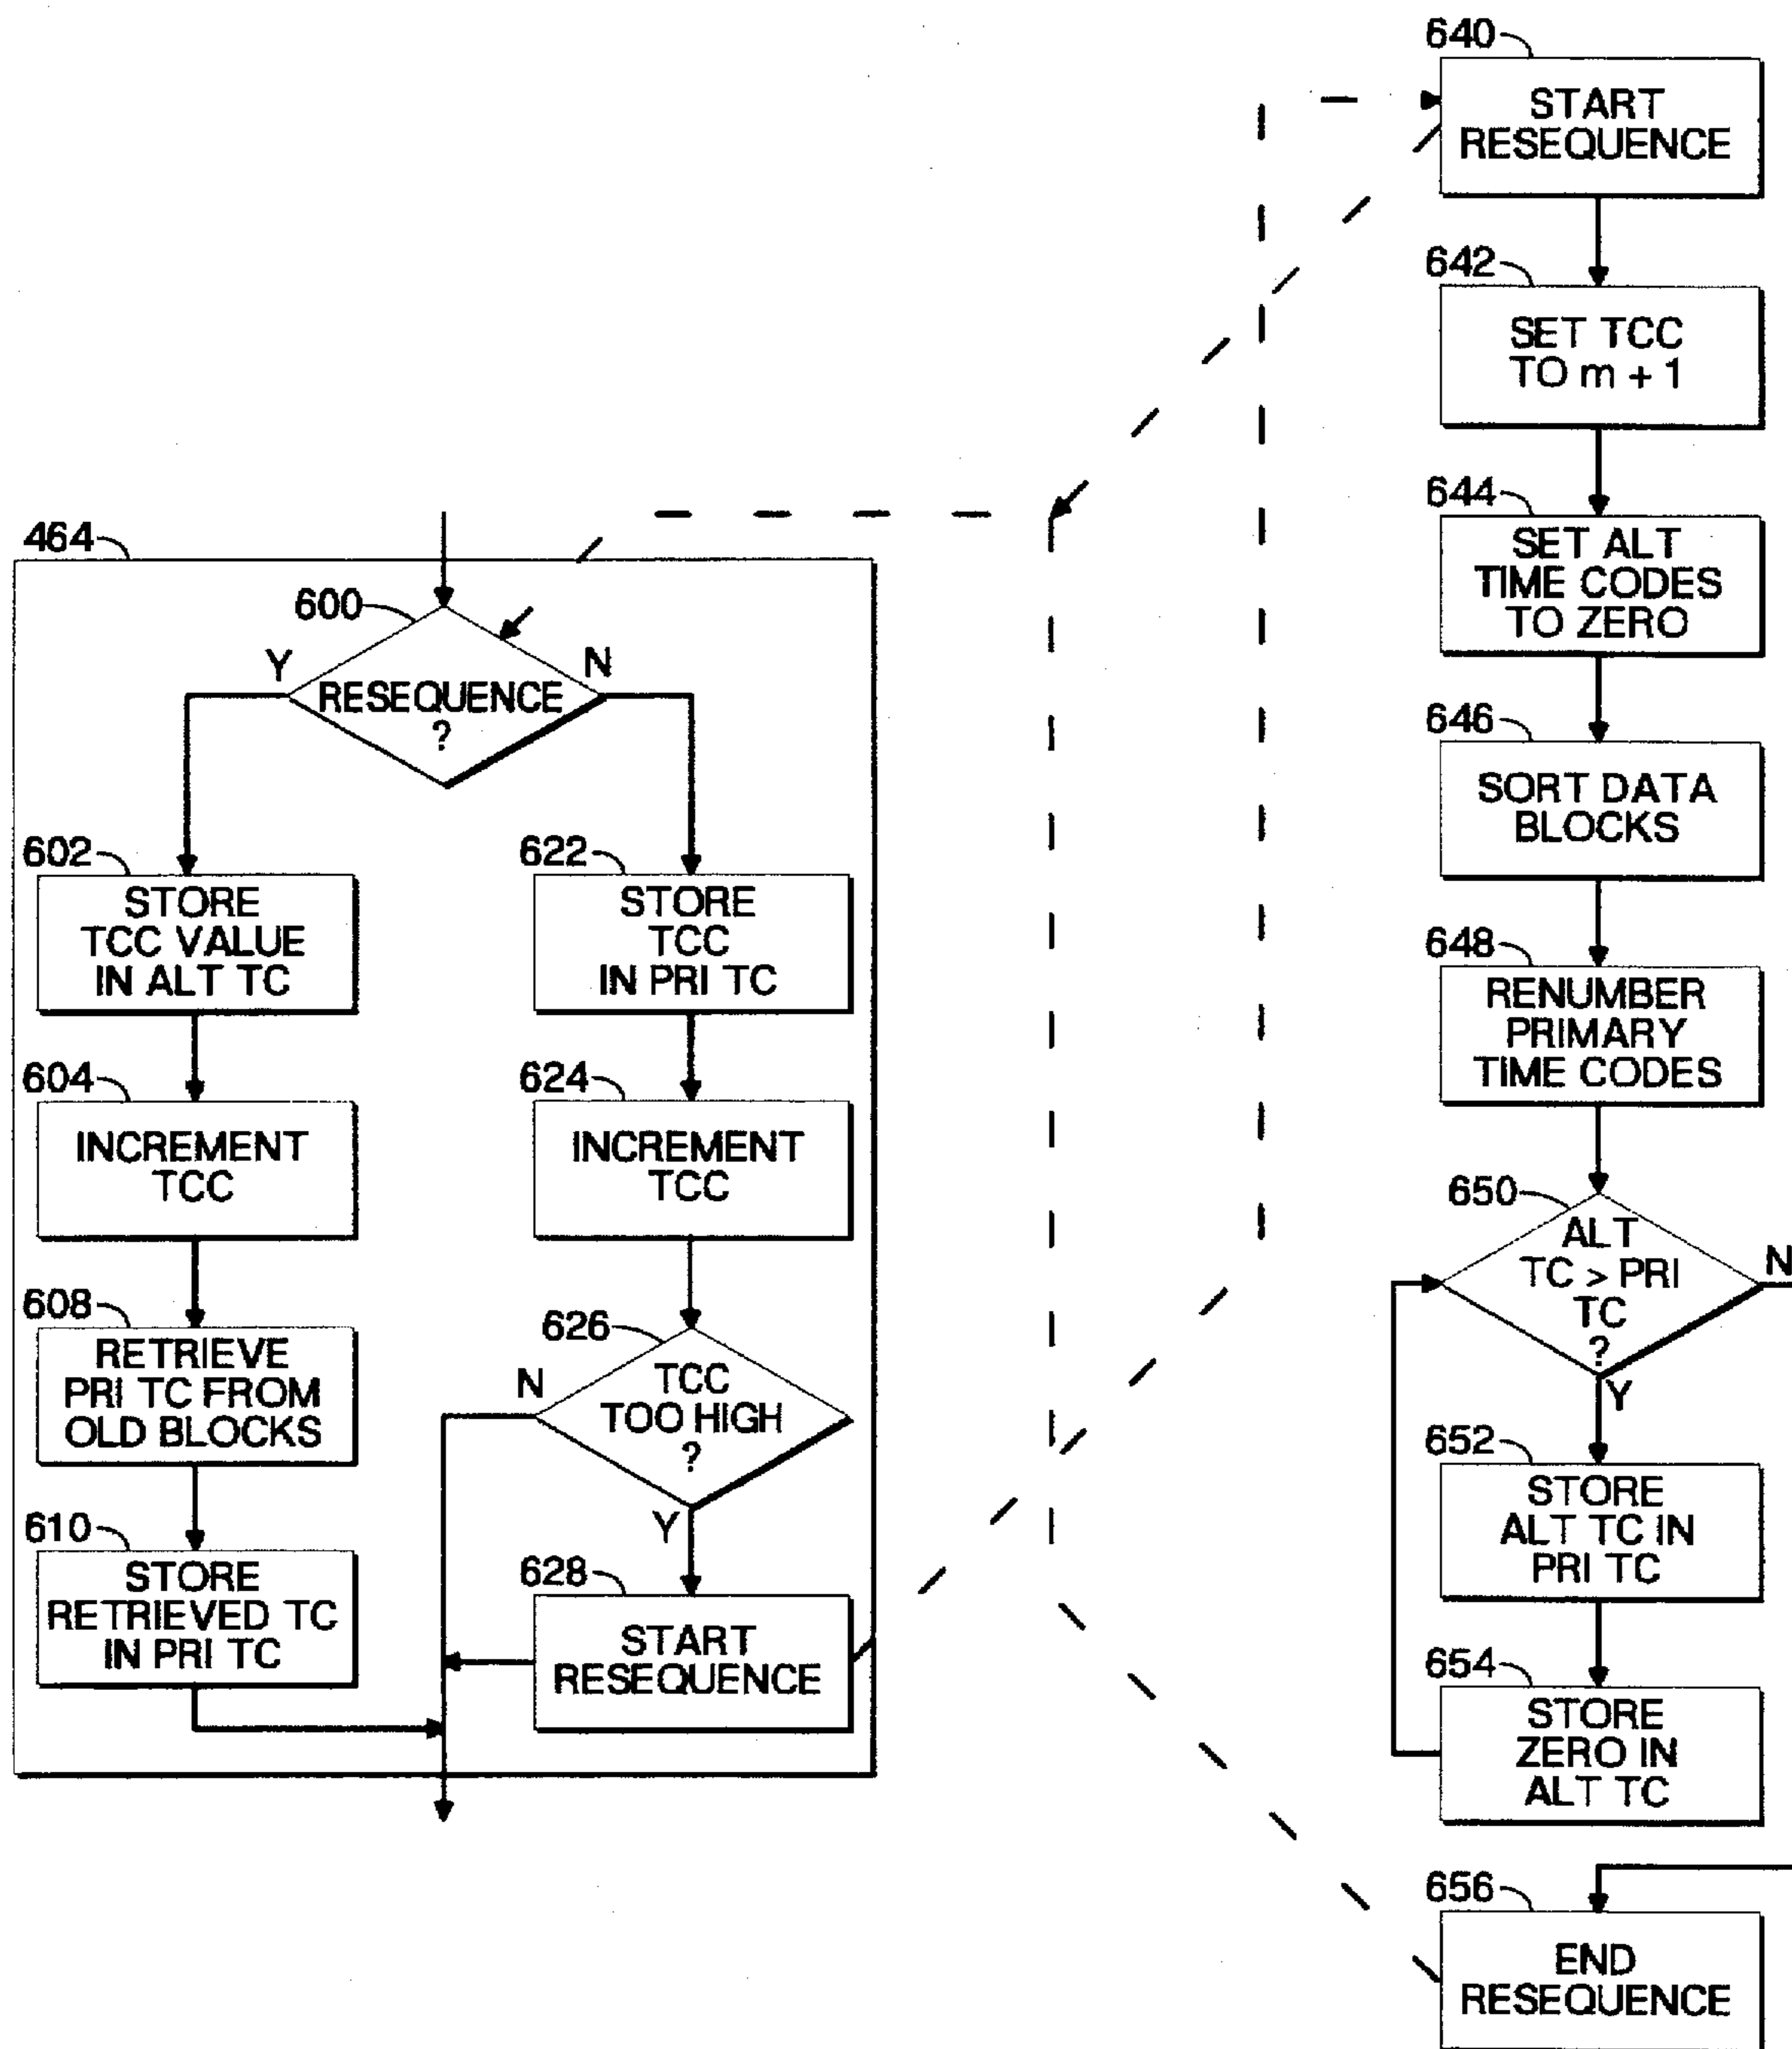 464
600
Y
N
RESEQUENCE
?
602
STORE
TCC VALUE
IN ALT TC
604
INCREMENT
TCC
608
RETRIEVE
PRI TC FROM
OLD BLOCKS
610
STORE
RETRIEVED TC
IN PRI TC
622
STORE
TCC
IN PRI TC
624
INCREMENT
TCC
626
N
TCC
TOO HIGH
?
Y
628
START
RESEQUENCE
640
START
RESEQUENCE
642
SET TCC
TO m + 1
644
SET ALT
TIME CODES
TO ZERO
646
SORT DATA
BLOCKS
648
RENUMBER
PRIMARY
TIME CODES
650
ALT
TC > PRI
TC
?
N
Y
652
STORE
ALT TC IN
PRI TC
654
STORE
ZERO IN
ALT TC
656
END
RESEQUENCE